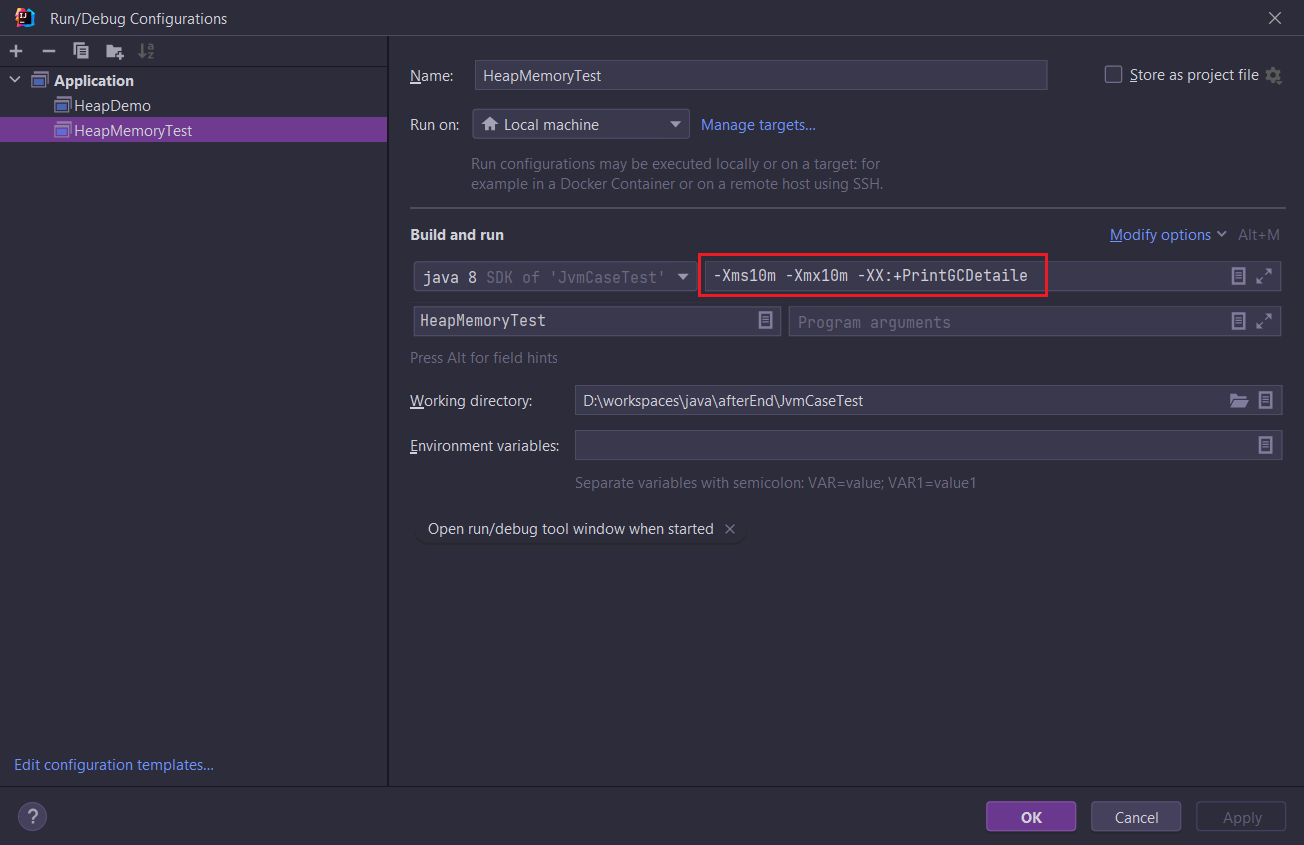 Run/Debug Configurations
Application
HeapDemo
HeapMemoryTest
Edit configuration templates...
Name: HeapMemoryTest Store as project file
Run on: Local machine Manage targets...
Run configurations may be executed locally or on a target: for
example in a Docker Container or on a remote host using SSH.
Build and run Modify options Alt+M
java 8 SDK of 'JvmCaseTest' -Xms10m -Xmx10m -XX:+PrintGCDetaile
HeapMemoryTest Program arguments
Press Alt for field hints
Working directory: D:\workspaces\java\afterEnd\JvmCaseTest
Environment variables:
Separate variables with semicolon: VAR=value; VAR1=value1
Open run/debug tool window when started
? OK Cancel Apply